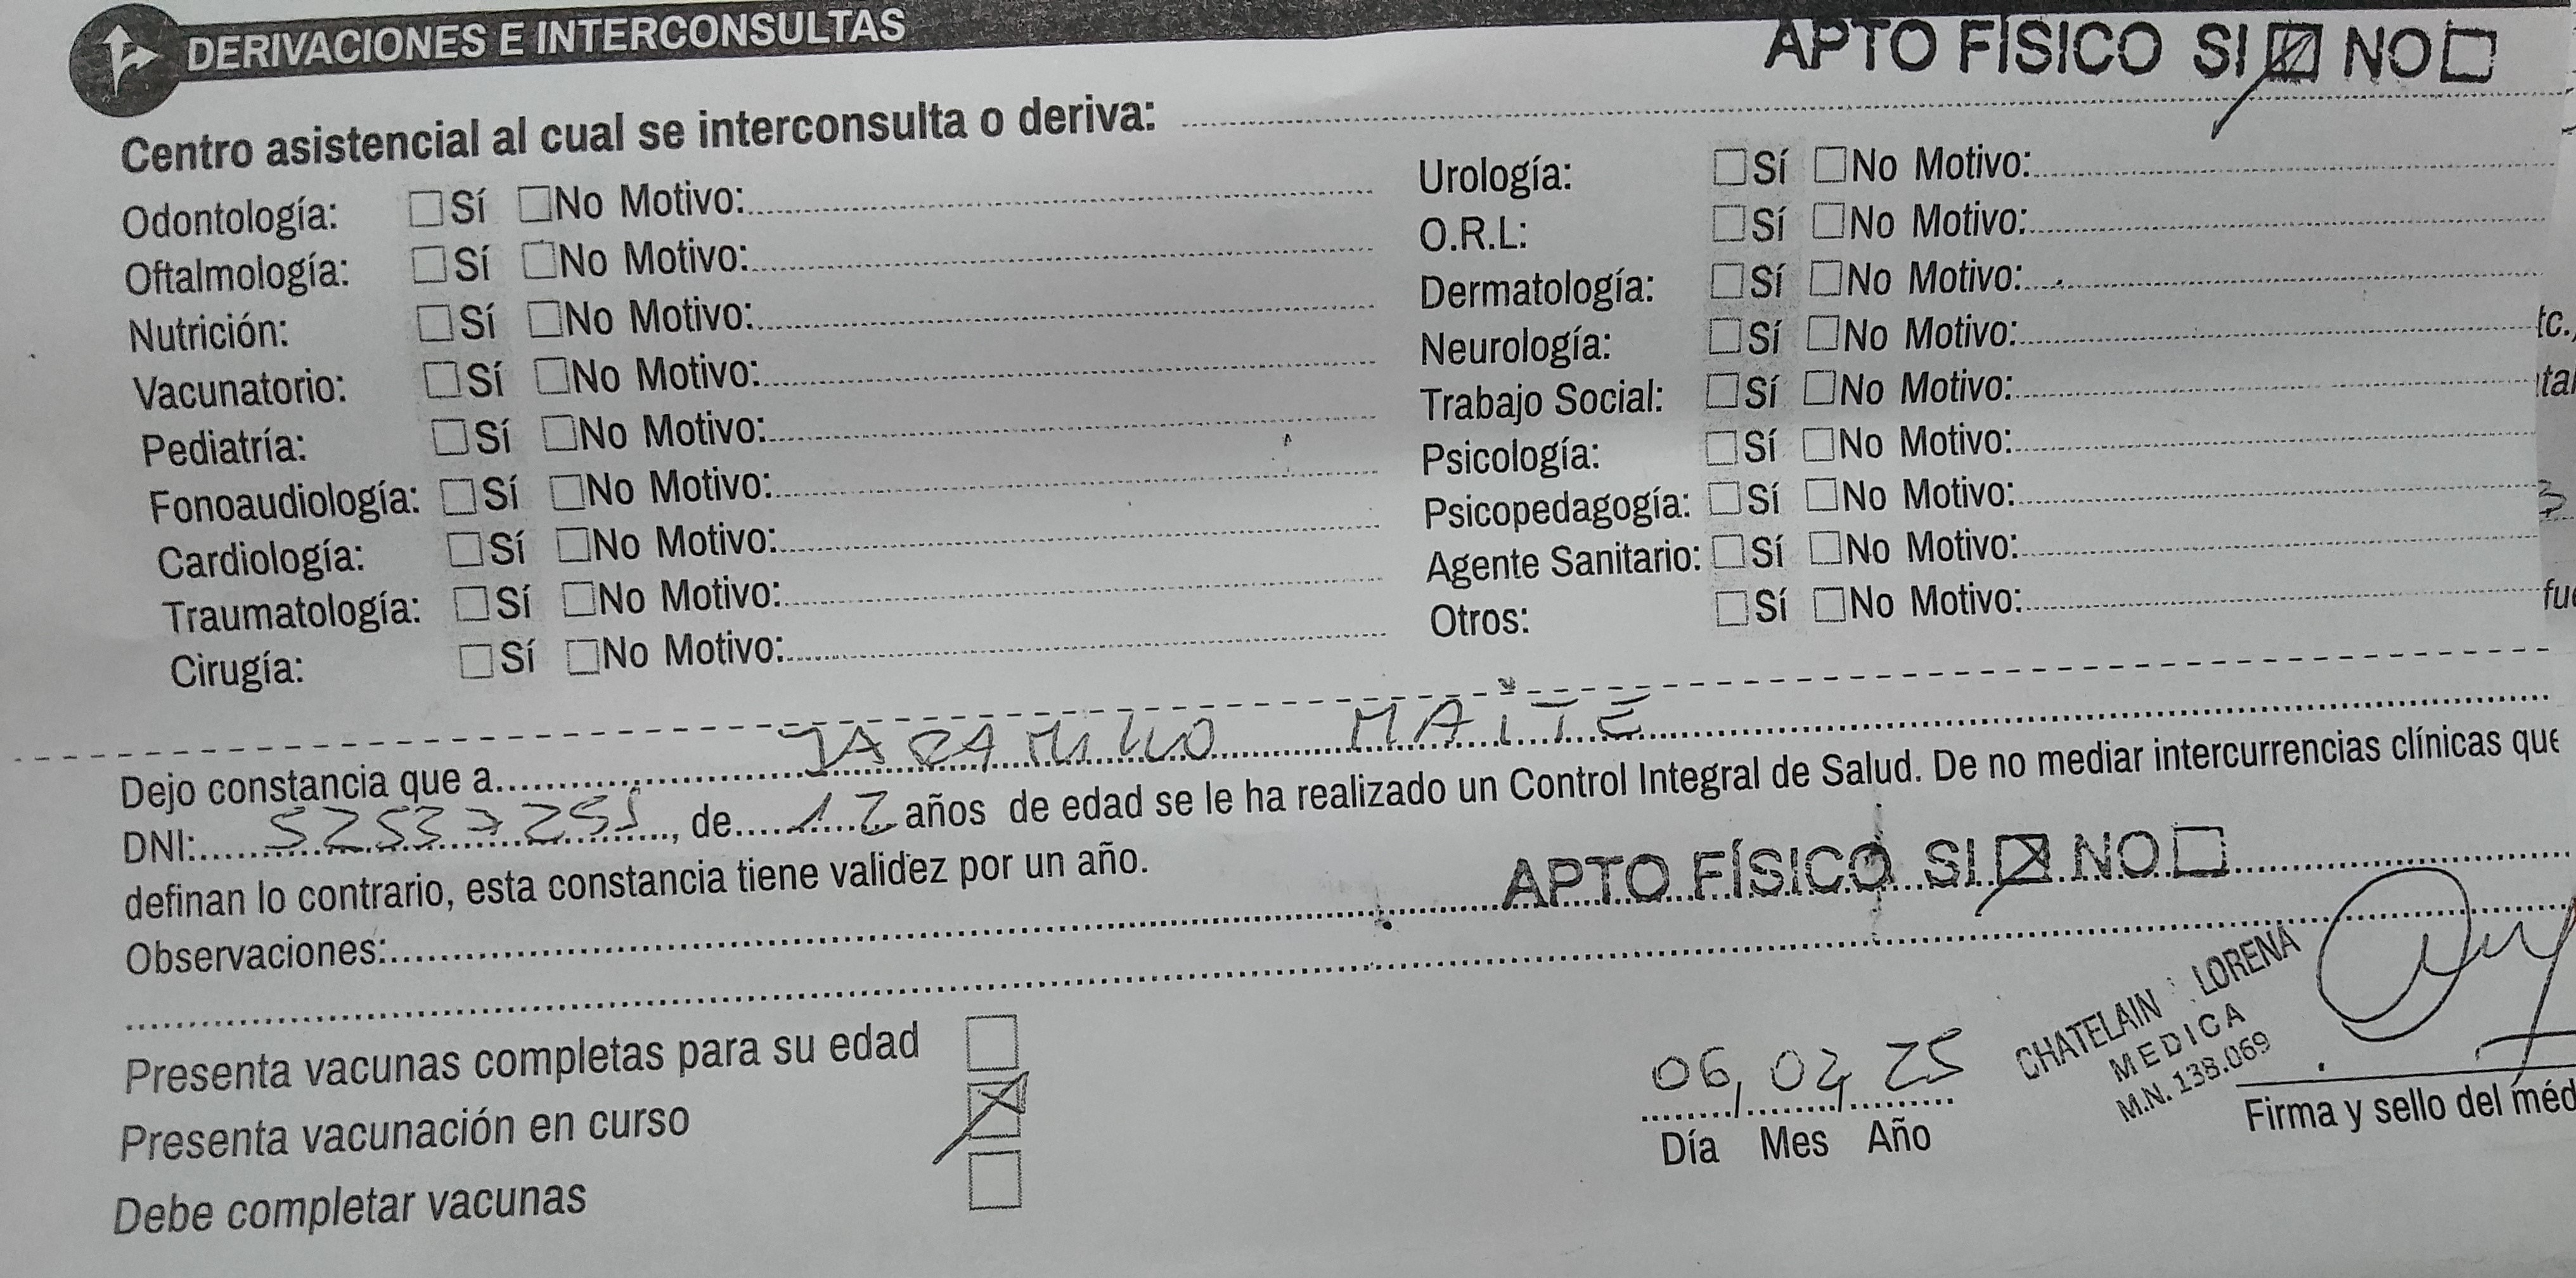 DERIVACIONES E INTERCONSULTAS
APTO FÍSICO SI NO
Centro asistencial al cual se interconsulta o deriva:
Odontología: Sí No Motivo:
Oftalmología: Sí No Motivo:
Nutrición: Sí No Motivo:
Vacunatorio: Sí No Motivo:
Pediatría: Sí No Motivo:
Fonoaudiología: Sí No Motivo:
Cardiología: Sí No Motivo:
Traumatología: Sí No Motivo:
Cirugía: Sí No Motivo:
Urología: Sí No Motivo:
O.R.L: Sí No Motivo:
Dermatología: Sí No Motivo:
Neurología: Sí No Motivo:
Trabajo Social: Sí No Motivo:
Psicología: Sí No Motivo:
Psicopedagogía: Sí No Motivo:
Agente Sanitario: Sí No Motivo:
Otros: Sí No Motivo:
Dejo constancia que a JARAMILLO MAITE
DNI: 52537255, de 12 años de edad se le ha realizado un Control Integral de Salud. De no mediar intercurrencias clínicas que
definan lo contrario, esta constancia tiene validez por un año.
APTO FÍSICO SI NO
Observaciones:
Presenta vacunas completas para su edad
Presenta vacunación en curso
Debe completar vacunas
06/02/25
Día Mes Año
CHATELAIN LORENA
MEDICA
M.N. 138.069
Firma y sello del méd